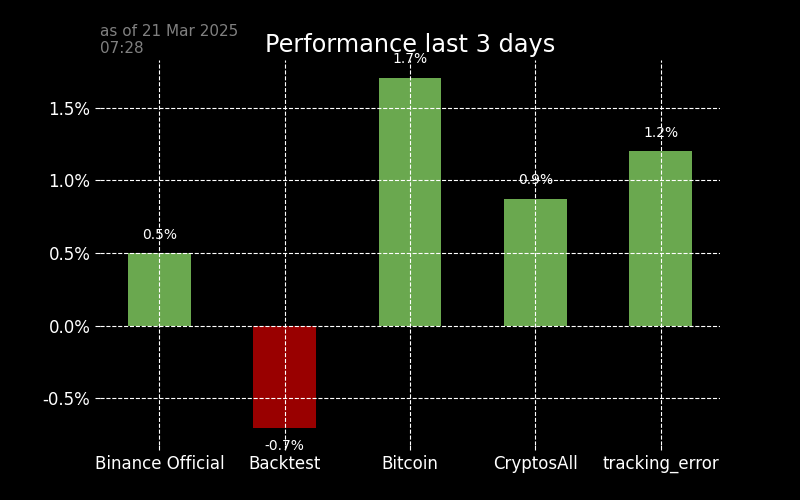 as of 21 Mar 2025
07:28
Performance last 3 days
1.7%
1.5%
1.2%
1.0%
0.9%
0.5%
0.5%
0.0%
-0.5%
-0.7%
Binance Official
Backtest
Bitcoin
CryptosAll
tracking_error